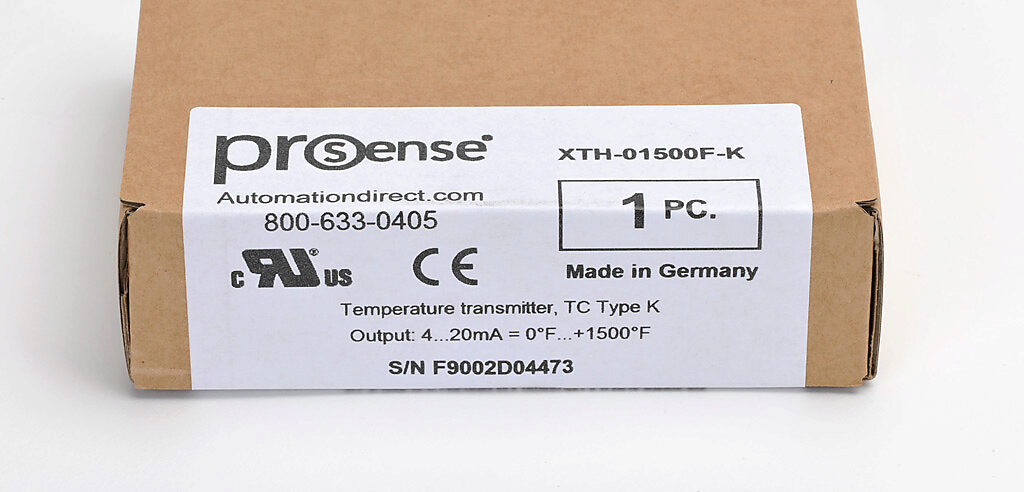 prosense®
XTH-01500F-K
Automationdirect.com
800-633-0405
1 PC.
c RU® US
CE
Made in Germany
Temperature transmitter, TC Type K
Output: 4...20mA = 0°F...+1500°F
S/N F9002D04473